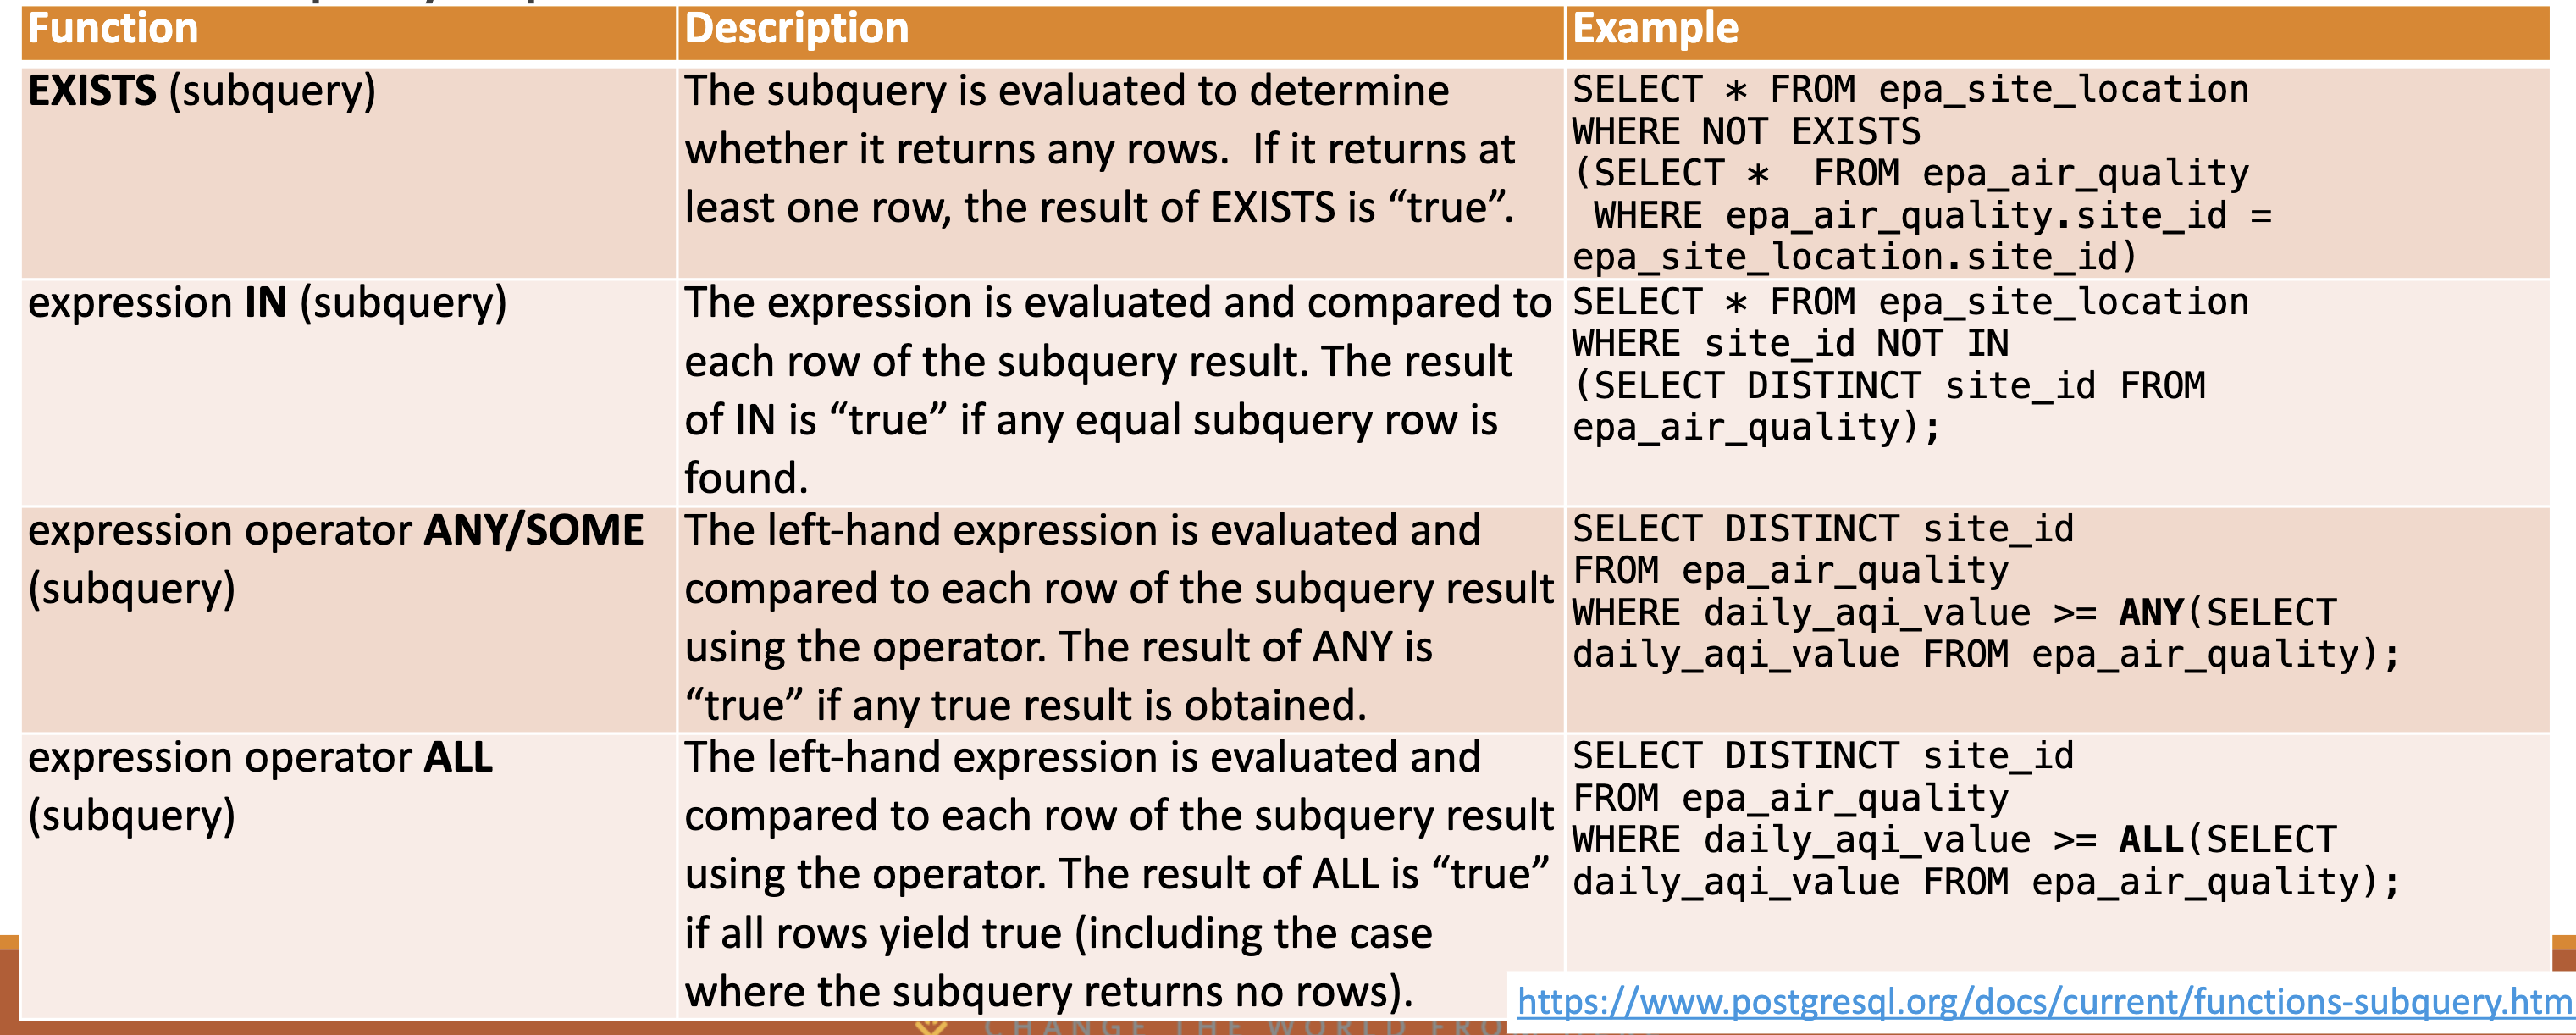 Function
Description
Example
EXISTS (subquery)
The subquery is evaluated to determine
whether it returns any rows.  If it returns at
least one row, the result of EXISTS is “true”.
SELECT * FROM epa_site_location
WHERE NOT EXISTS
(SELECT *  FROM epa_air_quality
 WHERE epa_air_quality.site_id =
epa_site_location.site_id)
expression IN (subquery)
The expression is evaluated and compared to
each row of the subquery result. The result
of IN is “true” if any equal subquery row is
found.
SELECT * FROM epa_site_location
WHERE site_id NOT IN
(SELECT DISTINCT site_id FROM
epa_air_quality);
expression operator ANY/SOME
(subquery)
The left-hand expression is evaluated and
compared to each row of the subquery result
using the operator. The result of ANY is
“true” if any true result is obtained.
SELECT DISTINCT site_id
FROM epa_air_quality
WHERE daily_aqi_value >= ANY(SELECT
daily_aqi_value FROM epa_air_quality);
expression operator ALL
(subquery)
The left-hand expression is evaluated and
compared to each row of the subquery result
using the operator. The result of ALL is “true”
if all rows yield true (including the case
where the subquery returns no rows).
SELECT DISTINCT site_id
FROM epa_air_quality
WHERE daily_aqi_value >= ALL(SELECT
daily_aqi_value FROM epa_air_quality);
https://www.postgresql.org/docs/current/functions-subquery.htm
CHANGE THE WORLD